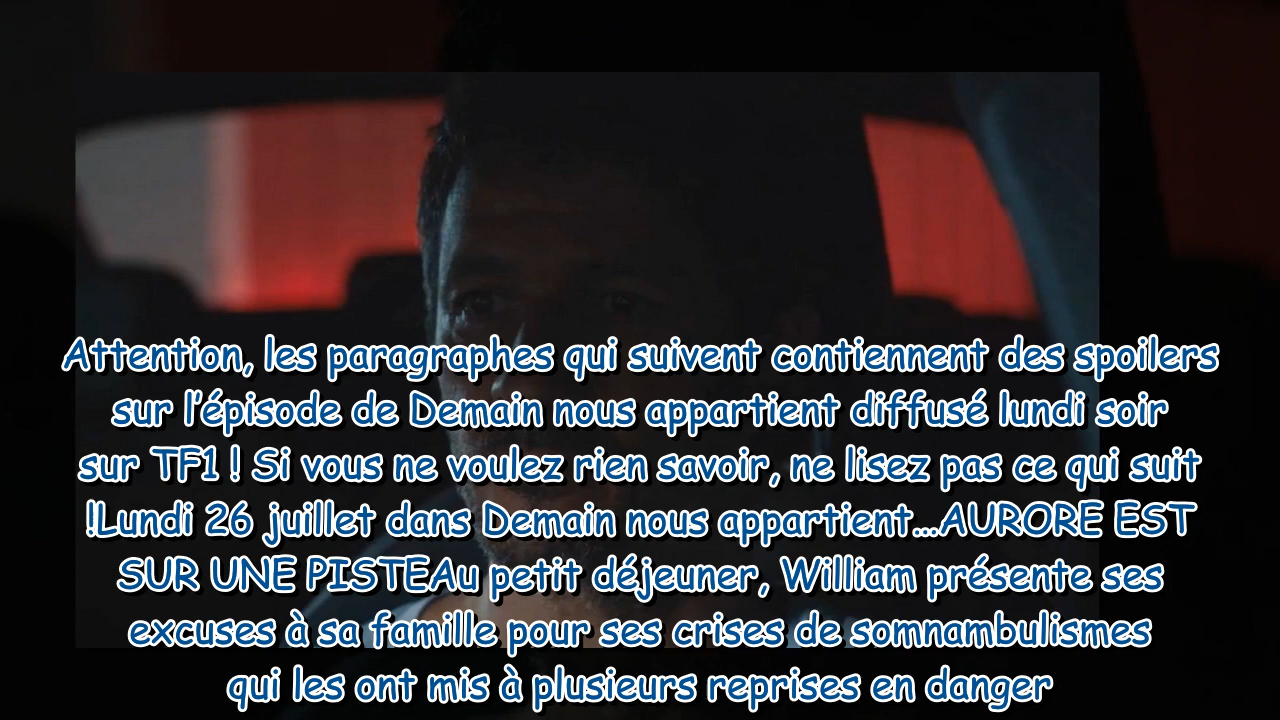 Attention, les paragraphes qui suivent contiennent des spoilers
sur l'épisode de Demain nous appartient diffusé lundi soir
sur TF1 ! Si vous ne voulez rien savoir, ne lisez pas ce qui suit
!Lundi 26 juillet dans Demain nous appartient...AURORE EST
SUR UNE PISTEAu petit déjeuner, William présente ses
excuses à sa famille pour ses crises de somnambulismes
qui les ont mis à plusieurs reprises en danger